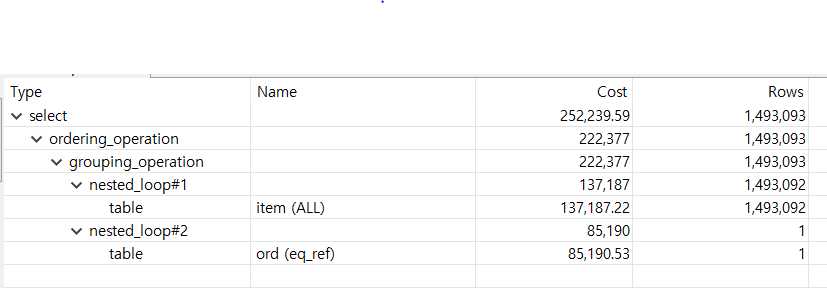 Type Name Cost Rows
select 252,239.59 1,493,093
ordering_operation 222,377 1,493,093
grouping_operation 222,377 1,493,093
nested_loop#1 137,187 1,493,092
table item (ALL) 137,187.22 1,493,092
nested_loop#2 85,190 1
table ord (eq_ref) 85,190.53 1